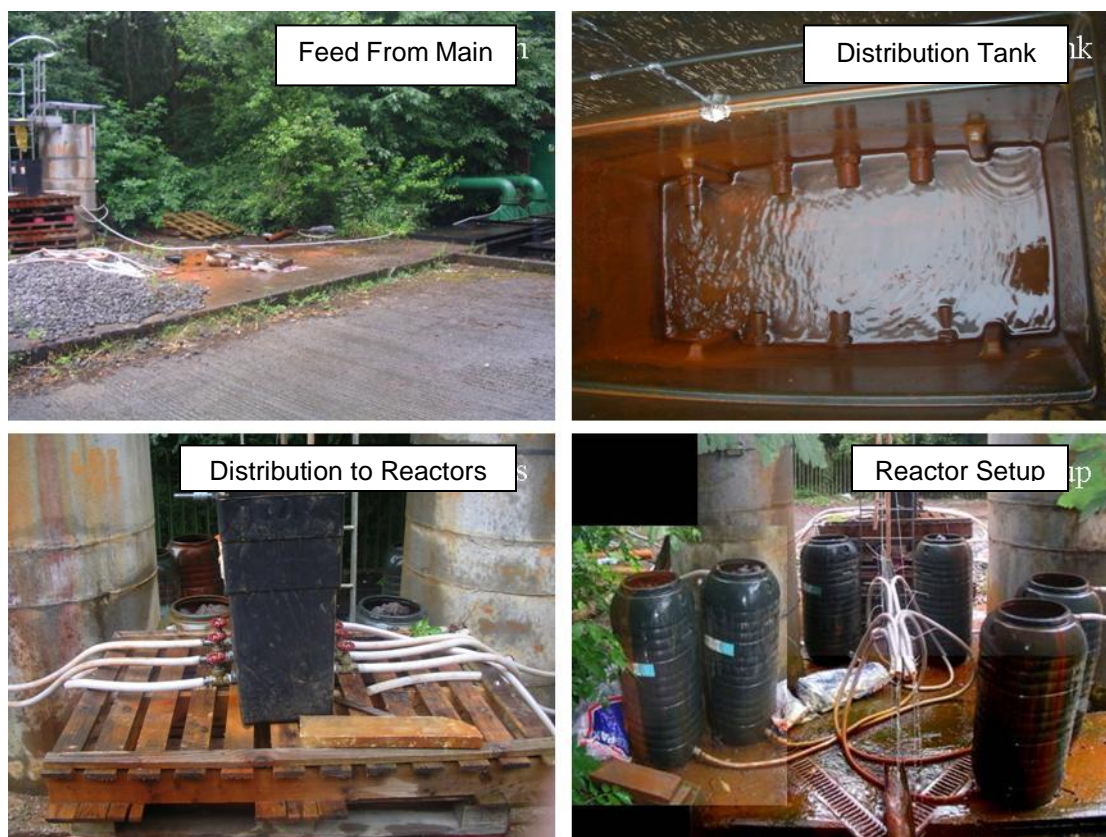 Feed From Main
Distribution Tank
Distribution to Reactors
Reactor Setup